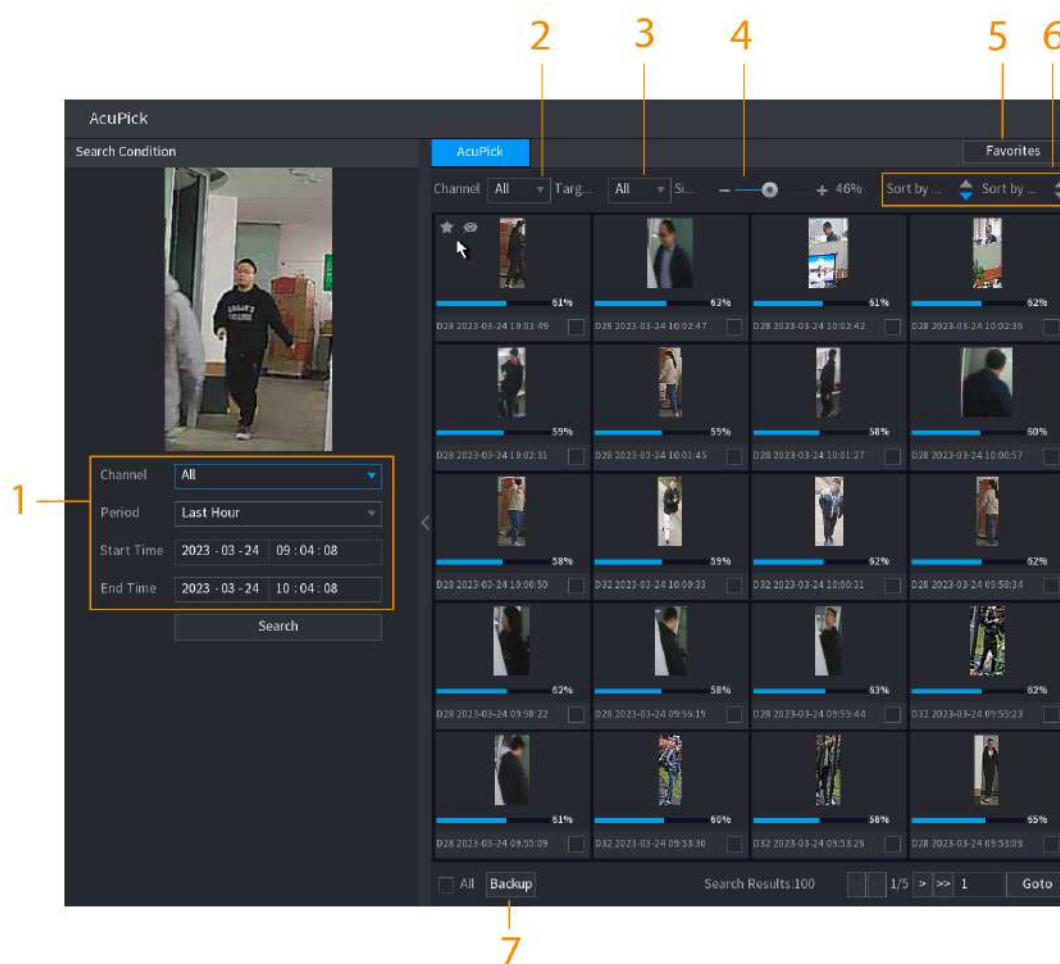 2 3 4 5 6
AcuPick
Search Condition
AcuPick
Favorites
Channel All Targ... All Si... 46% Sort by ... Sort by ...
61% 63% 61% 62%
D28 2023-03-24 10:03:49 D28 2023-03-24 10:02:47 D28 2023-03-24 10:02:42 D28 2023-03-24 10:02:36
59% 59% 58% 60%
D28 2023-03-24 10:02:31 D28 2023-03-24 10:01:45 D28 2023-03-24 10:01:27 D28 2023-03-24 10:00:57
1
Channel All
Period Last Hour
Start Time 2023 - 03 - 24 09 : 04 : 08
End Time 2023 - 03 - 24 10 : 04 : 08
Search
58% 59% 62% 62%
D28 2023-03-24 10:00:50 D32 2023-03-24 10:00:33 D32 2023-03-24 10:00:31 D28 2023-03-24 09:58:34
62% 58% 63% 62%
D28 2023-03-24 09:58:22 D28 2023-03-24 09:56:19 D28 2023-03-24 09:55:44 D32 2023-03-24 09:55:23
61% 60% 58% 65%
D28 2023-03-24 09:55:09 D32 2023-03-24 09:53:30 D32 2023-03-24 09:53:26 D28 2023-03-24 09:53:09
All Backup Search Results:100 1/5 > >> 1 Goto
7